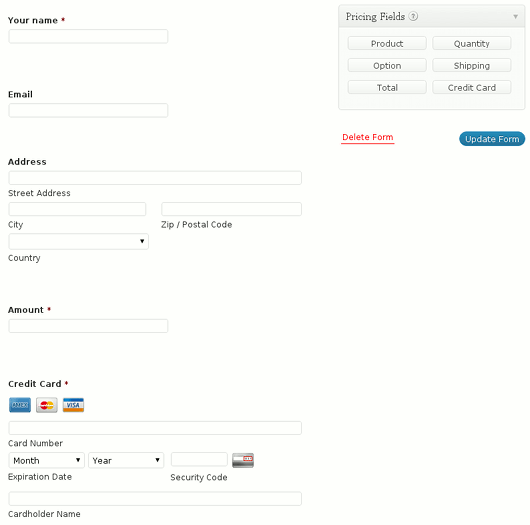 Your name *
Email
Address
Street Address
City
Zip / Postal Code
Country
Amount *
Credit Card *
VISA
Card Number
Month
Year
Expiration Date
Security Code
Cardholder Name
Pricing Fields ?
Product
Quantity
Option
Shipping
Total
Credit Card
Delete Form
Update Form